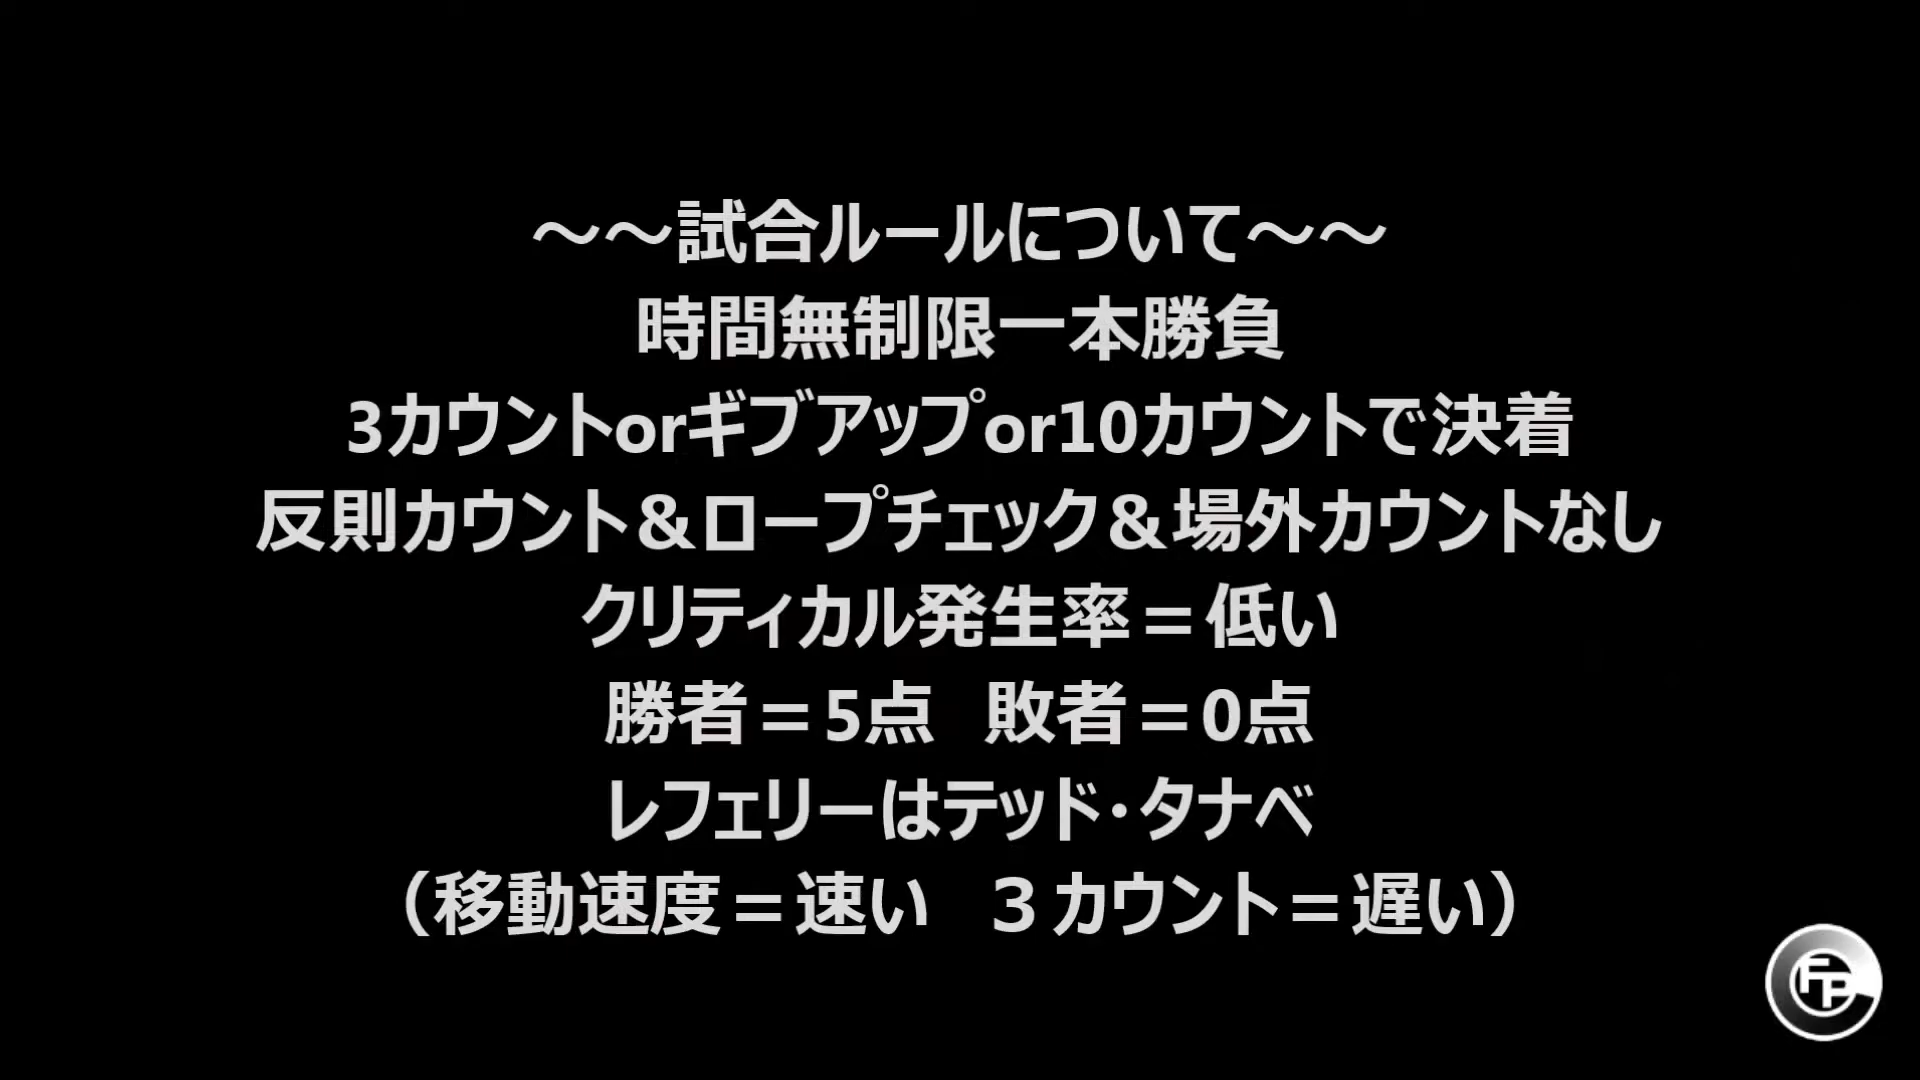 ～～試合ルールについて～～
時間無制限一本勝負
3カウントorギブアップor10カウントで決着
反則カウント＆ロープチェック＆場外カウントなし
クリティカル発生率＝低い
勝者＝5点　敗者＝0点
レフェリーはテッド・タナベ
（移動速度＝速い　３カウント＝遅い）
FP